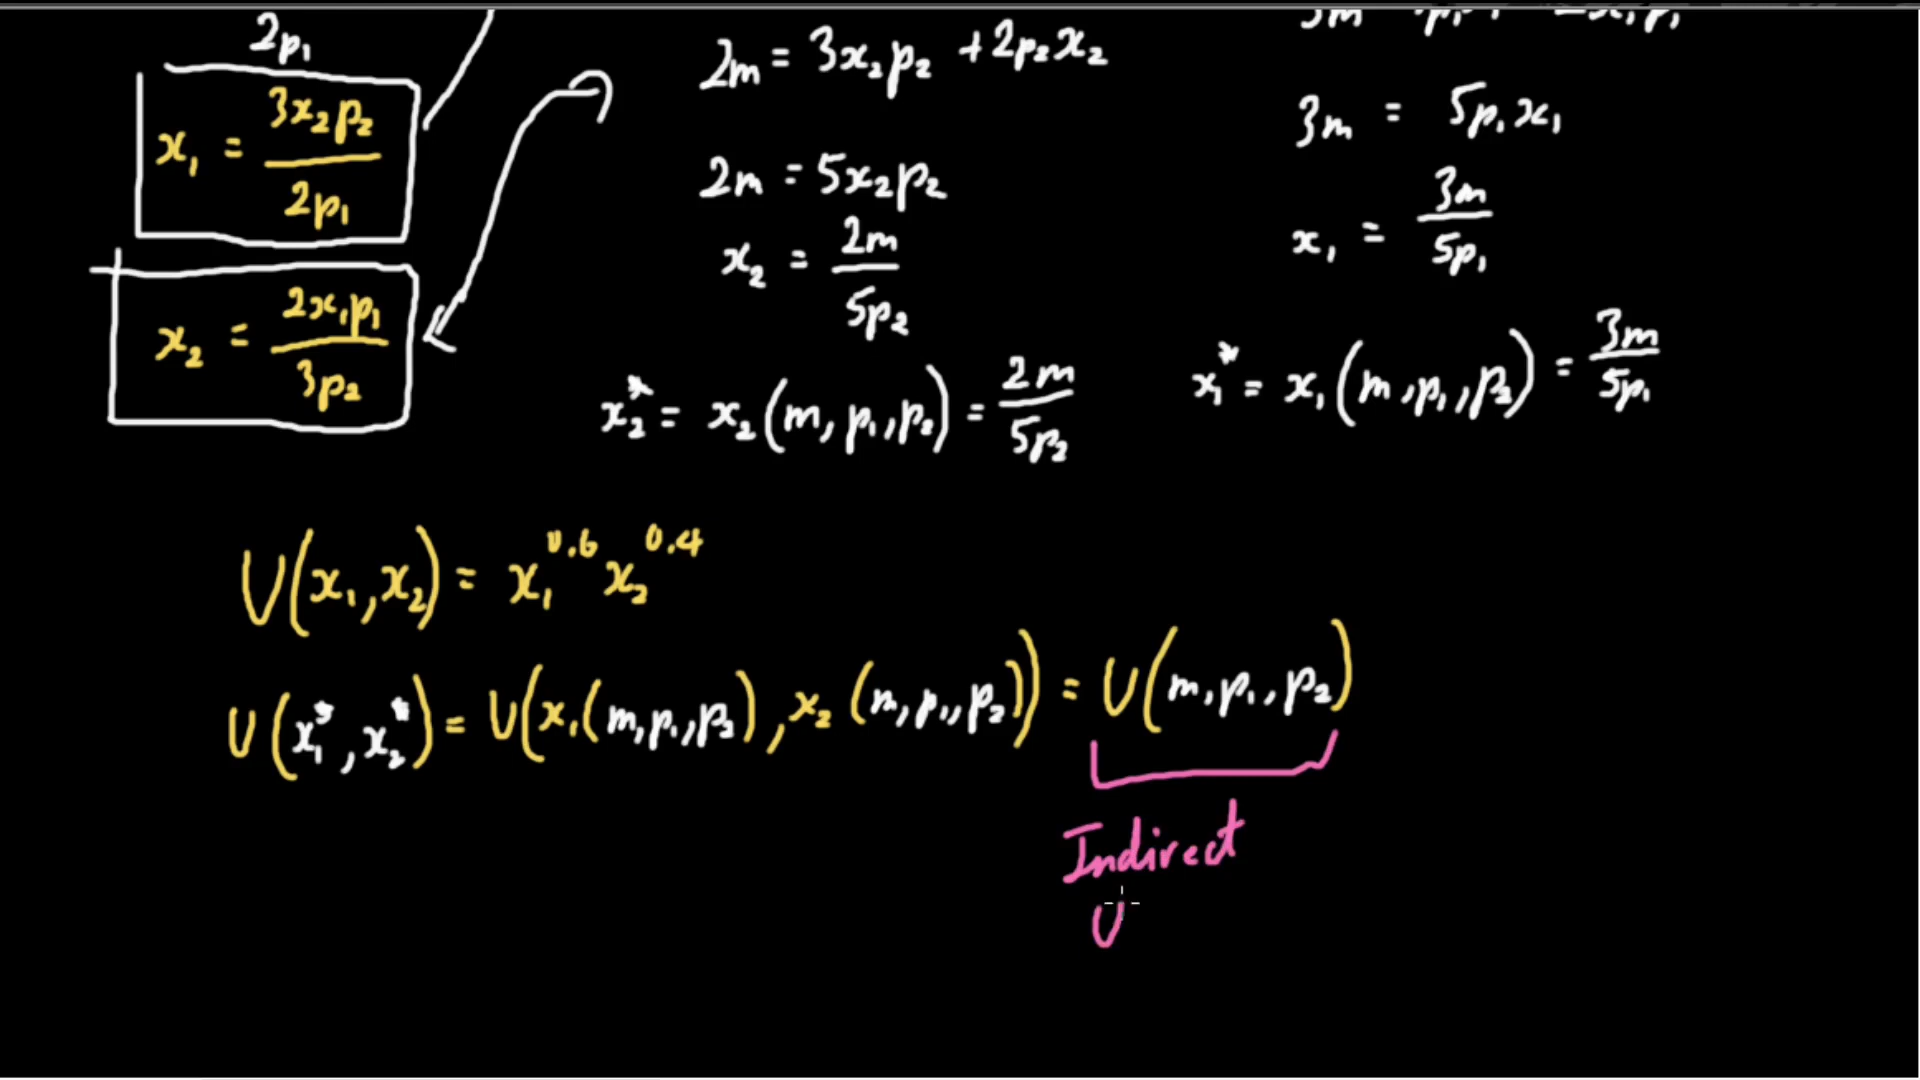 2p₁
x₁ = 3x₂p₂ / 2p₁
x₂ = 2x₁p₁ / 3p₂
2m = 3x₂p₂ + 2p₂x₂
2m = 5x₂p₂
x₂ = 2m / 5p₂
x₂* = x₂(m, p₁, p₂) = 2m / 5p₂
3m = 5p₁x₁
x₁ = 3m / 5p₁
x₁* = x₁(m, p₁, p₂) = 3m / 5p₁
U(x₁, x₂) = x₁^0.6 x₂^0.4
U(x₁*, x₂*) = U(x₁(m, p₁, p₂), x₂(m, p₁, p₂)) = U(m, p₁, p₂)
Indirect
U